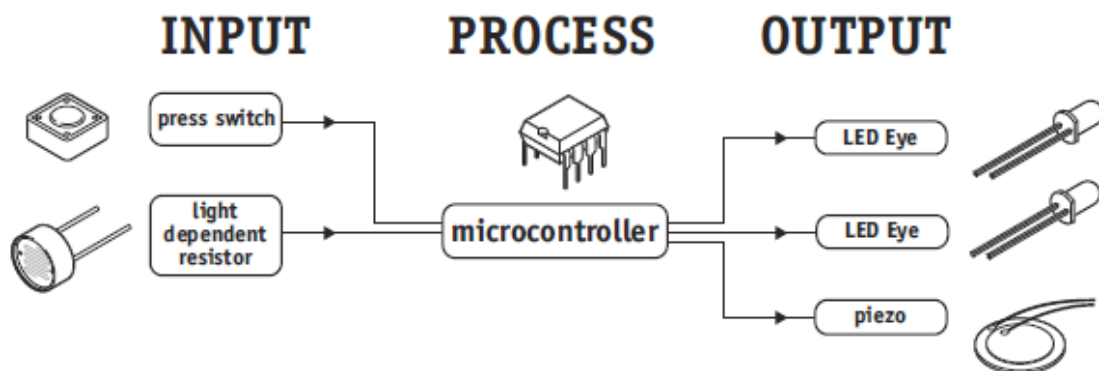 INPUT PROCESS OUTPUT
press switch
LED Eye
light
dependent
resistor
microcontroller
LED Eye
piezo